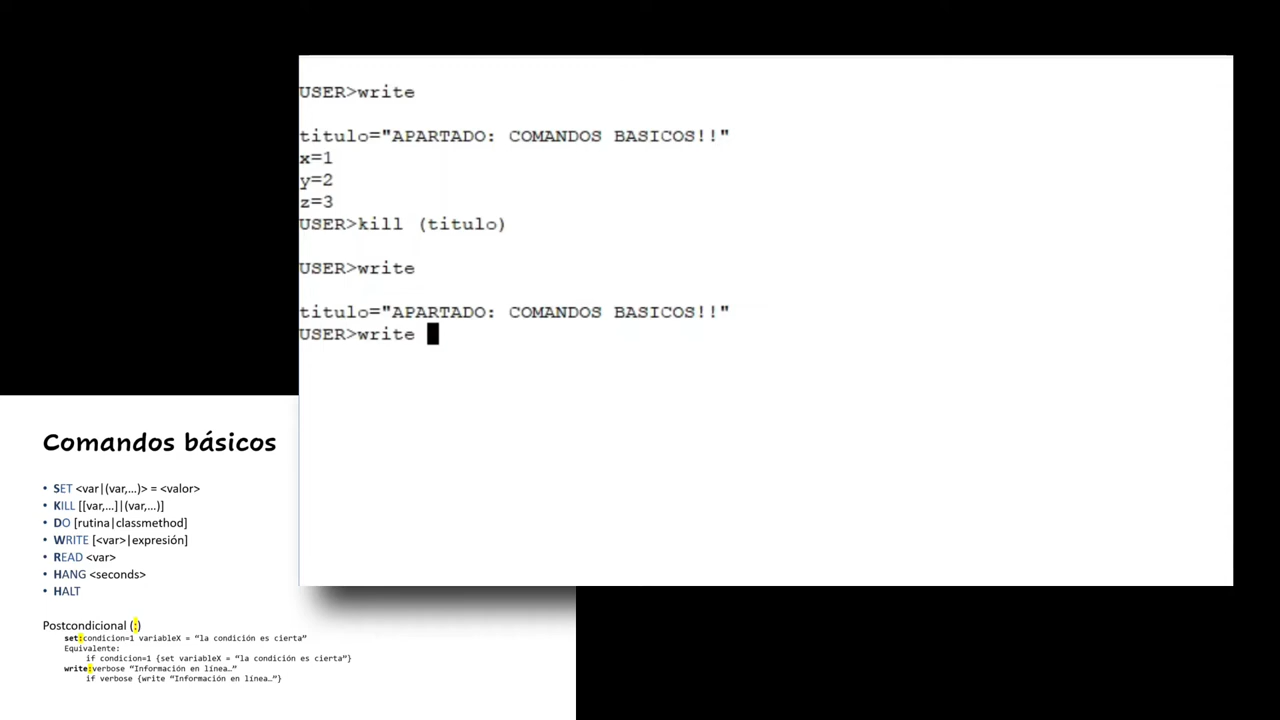 USER>write
titulo="APARTADO: COMANDOS BASICOS!!"
x=1
y=2
z=3
USER>kill (titulo)
USER>write
titulo="APARTADO: COMANDOS BASICOS!!"
USER>write
Comandos básicos
• SET <var|(var,...)> = <valor>
• KILL [[var,...]|(var,...)]
• DO [rutina|classmethod]
• WRITE [<var>|expresión]
• READ <var>
• HANG <seconds>
• HALT
Postcondicional (:)
set:condicion=1 variableX = “la condición es cierta”
Equivalente:
if condicion=1 {set variableX = “la condición es cierta”}
write:verbose “Información en línea…”
if verbose {write “Información en línea…”}